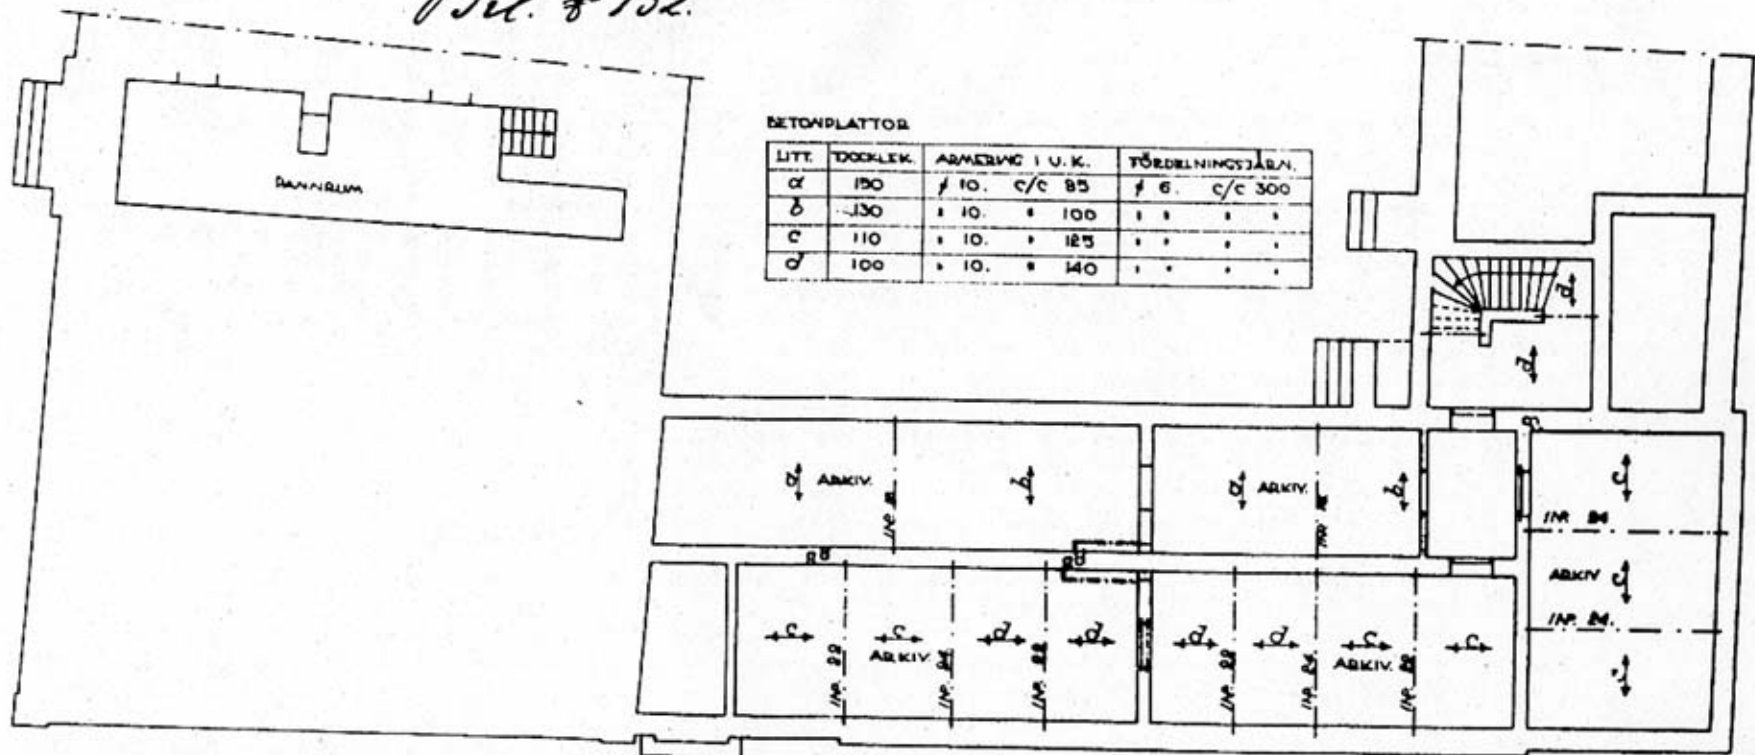 PANNRUM
BETONPLATTOR
LITT. TJOCKLEK. ARMERING I U.K. FÖRDELNINGSJÄRN.
a 150 ø 10. c/c 85 ø 6. c/c 300
b 130 " 10. " 100 " " " "
c 110 " 10. " 125 " " " "
d 100 " 10. " 140 " " " "
d
d
a ARKIV. b
a ARKIV. b
c
INP. 24
ARKIV c
INP. 24.
c
c c d d
ARKIV.
INP. 22 INP. 24 INP. 22
d d c c
ARKIV.
INP. 22 INP. 24 INP. 22